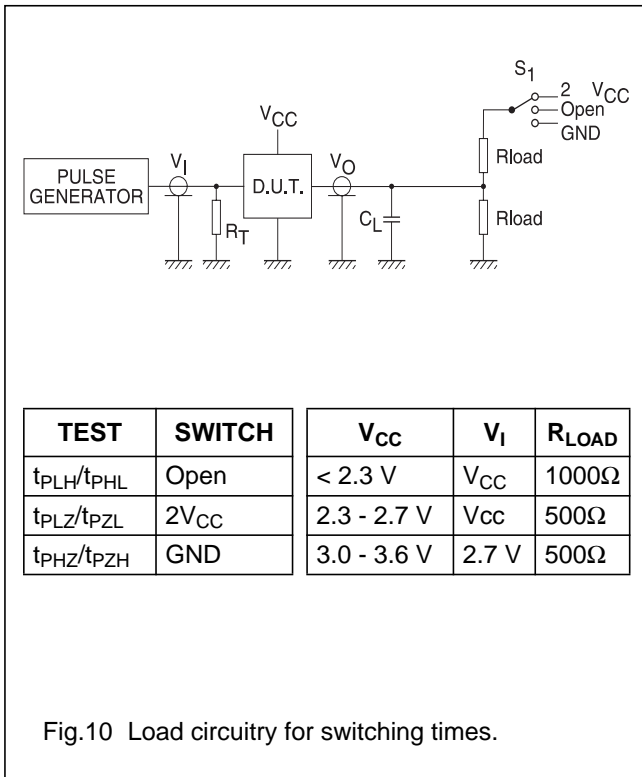 S1
2 VCC
Open
GND
VCC
VI
VO
Rload
PULSE
GENERATOR
D.U.T.
RT
CL
Rload
TEST SWITCH
tPLH/tPHL Open
tPLZ/tPZL 2VCC
tPHZ/tPZH GND
VCC VI RLOAD
< 2.3 V VCC 1000Ω
2.3 - 2.7 V Vcc 500Ω
3.0 - 3.6 V 2.7 V 500Ω
Fig.10 Load circuitry for switching times.